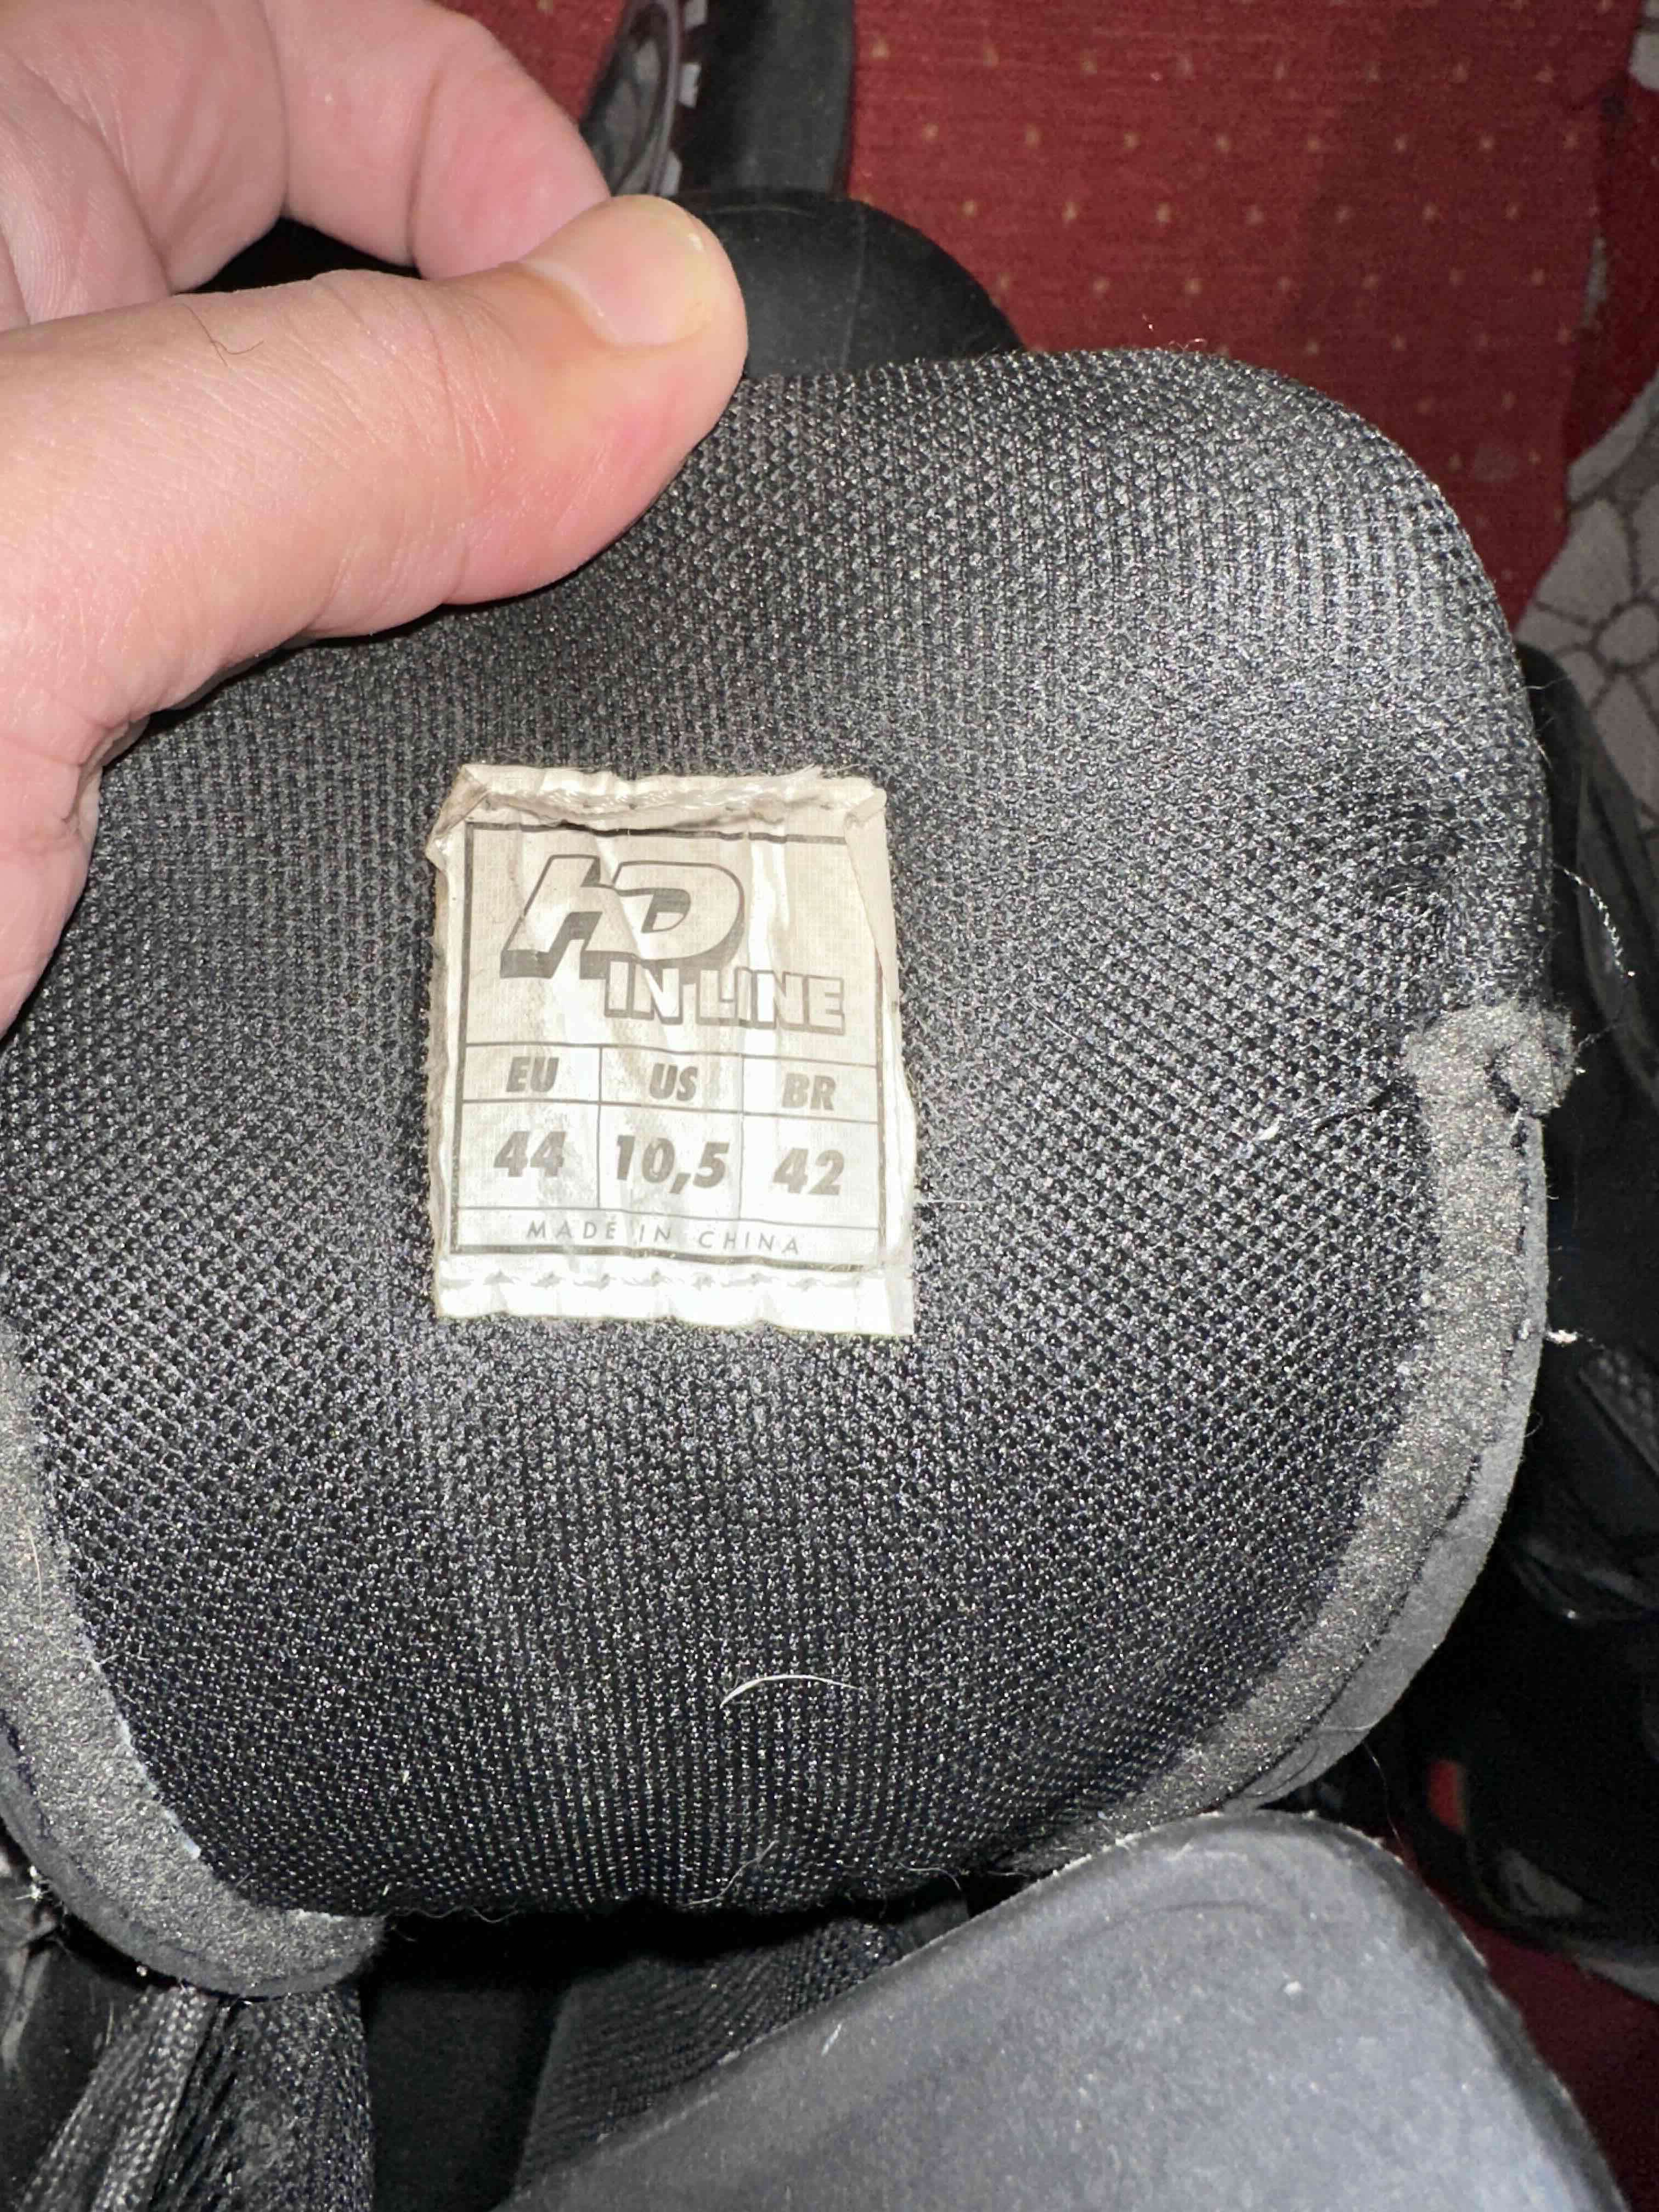 HD
IN LINE
EU US BR
44 10,5 42
MADE IN CHINA